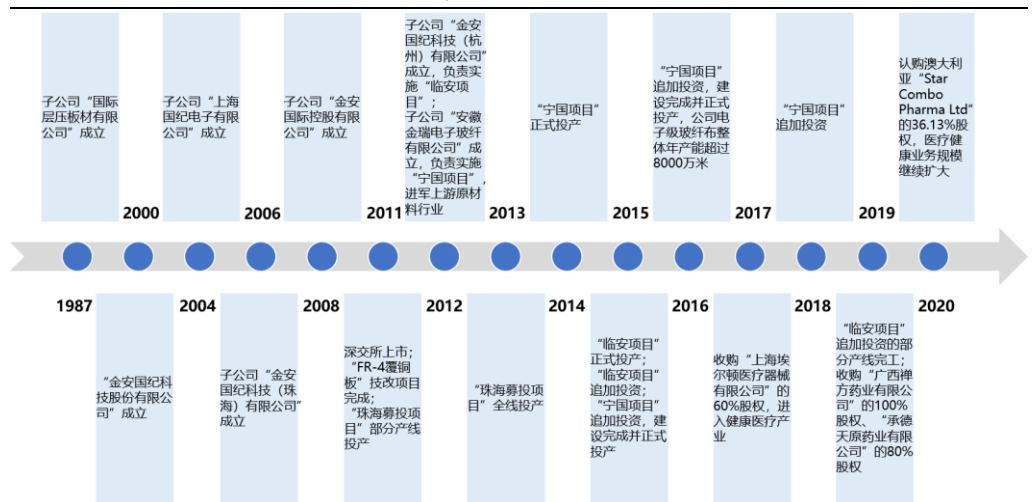 子公司“国际
层压板材有限
公司”成立
子公司“上海
国纪电子有限
公司”成立
子公司“金安
国际控股有限
公司”成立
子公司“金安
国纪科技（杭
州）有限公司”
成立，负责实
施“临安项
目”；
子公司“安徽
金瑞电子玻纤
有限公司”成
立，负责实施
“宁国项目”，
进军上游原材
料行业
“宁国项目”
正式投产
“宁国项目”
追加投资，建
设完成并正式
投产，公司电
子级玻纤布整
体年产能超过
8000万米
“宁国项目”
追加投资
认购澳大利
亚“Star
Combo
Pharma Ltd”
的36.13%股
权，医疗健
康业务规模
继续扩大
2000
2006
2011
2013
2015
2017
2019
1987
2004
2008
2012
2014
2016
2018
2020
“金安国纪科
技股份有限公
司”成立
子公司“金安
国纪科技（珠
海）有限公司”
成立
深交所上市；
“FR-4覆铜
板”技改项目
完成；
“珠海募投项
目”部分产线
投产
“珠海募投项
目”全线投产
“临安项目”
正式投产；
“临安项目”
追加投资；
“宁国项目”
追加投资，建
设完成并正式
投产
收购“上海埃
尔顿医疗器械
有限公司”的
60%股权，进
入健康医疗产
业
“临安项目”
追加投资的部
分产线完工；
收购“广西禅
方药业有限公
司”的100%
股权、“承德
天原药业有限
公司”的80%
股权